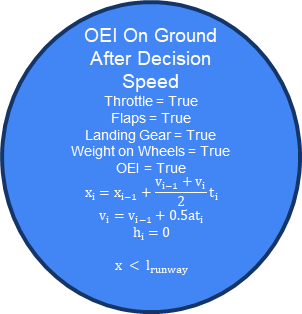 OEI On Ground
After Decision
Speed
Throttle = True
Flaps = True
Landing Gear = True
Weight on Wheels = True
OEI = True
xᵢ = xᵢ₋₁ + (vᵢ₋₁ + vᵢ)/2 tᵢ
vᵢ = vᵢ₋₁ + 0.5atᵢ
hᵢ = 0
x < l_runway